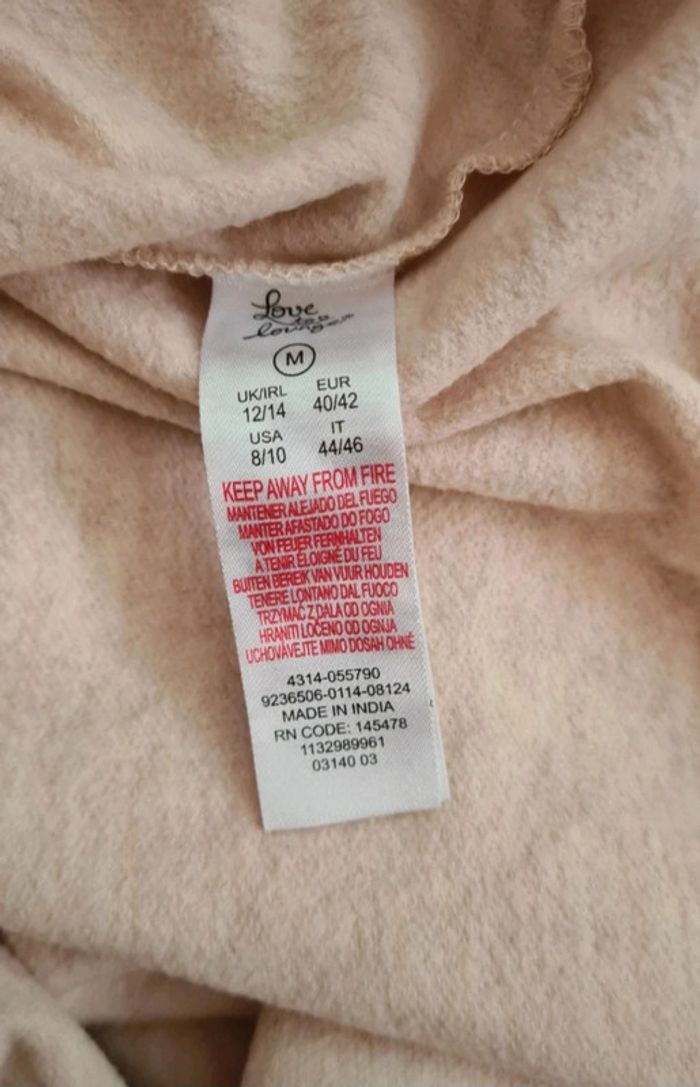 Love
to
lounge
M
UK/IRL EUR
12/14 40/42
USA IT
8/10 44/46
KEEP AWAY FROM FIRE
MANTENER ALEJADO DEL FUEGO
MANTER AFASTADO DO FOGO
VON FEUER FERNHALTEN
A TENIR ÉLOIGNÉ DU FEU
BUITEN BEREIK VAN VUUR HOUDEN
TENERE LONTANO DAL FUOCO
TRZYMAĆ Z DALA OD OGNIA
HRANITI LOČENO OD OGNJA
UCHOVÁVEJTE MIMO DOSAH OHNĚ
4314-055790
9236506-0114-08124
MADE IN INDIA
RN CODE: 145478
1132989961
03140 03